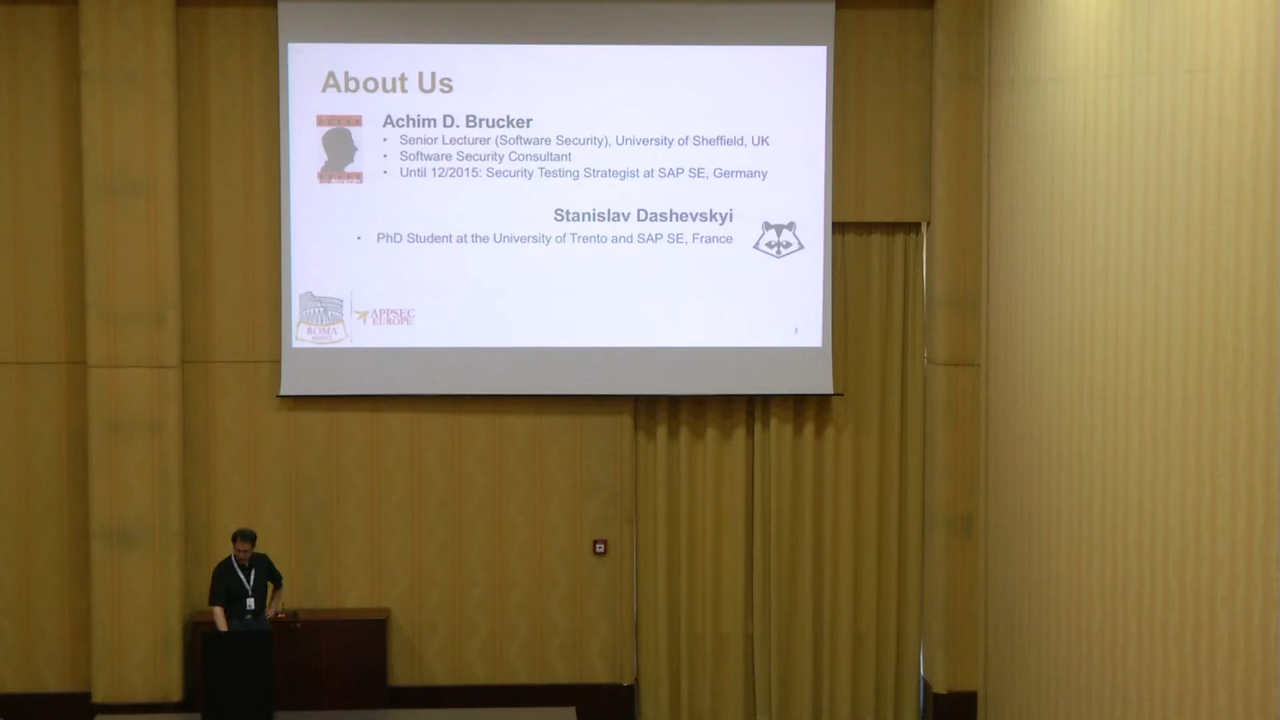 About Us
Achim D. Brucker
• Senior Lecturer (Software Security), University of Sheffield, UK
• Software Security Consultant
• Until 12/2015: Security Testing Strategist at SAP SE, Germany
Stanislav Dashevskyi
• PhD Student at the University of Trento and SAP SE, France
ROMA
APPSEC
EUROPE